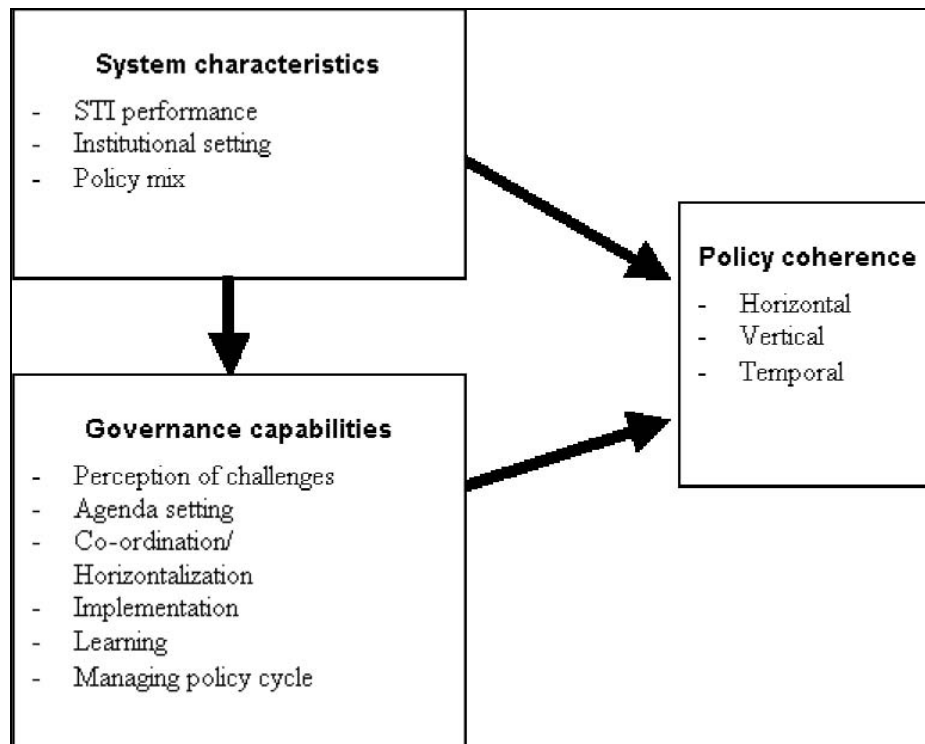 System characteristics
- STI performance
- Institutional setting
- Policy mix
Governance capabilities
- Perception of challenges
- Agenda setting
- Co-ordination/
Horizontalization
- Implementation
- Learning
- Managing policy cycle
Policy coherence
- Horizontal
- Vertical
- Temporal